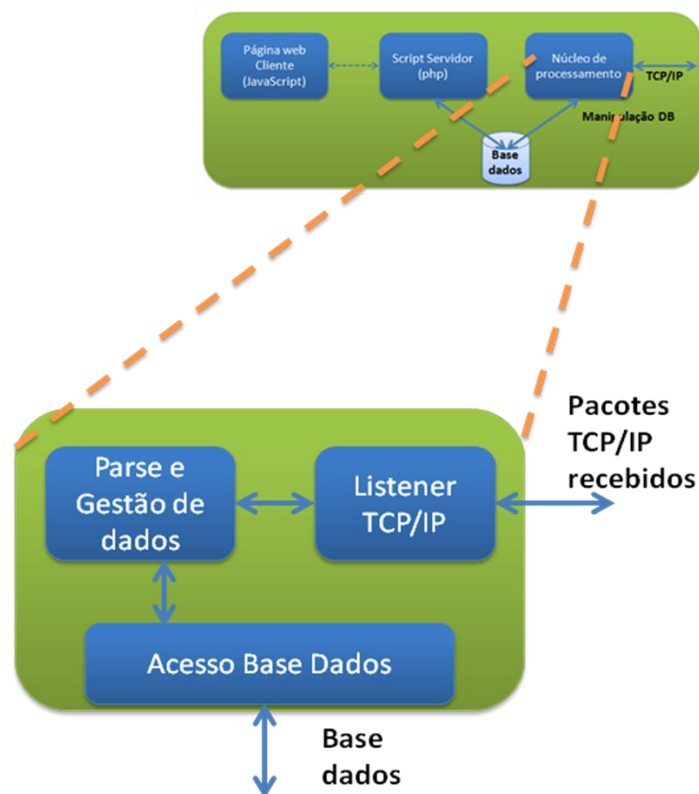 Página web
Cliente
(JavaScript)
Script Servidor
(php)
Núcleo de
processamento
TCP/IP
Manipulação DB
Base
dados
Pacotes
TCP/IP
recebidos
Parse e
Gestão de
dados
Listener
TCP/IP
Acesso Base Dados
Base
dados